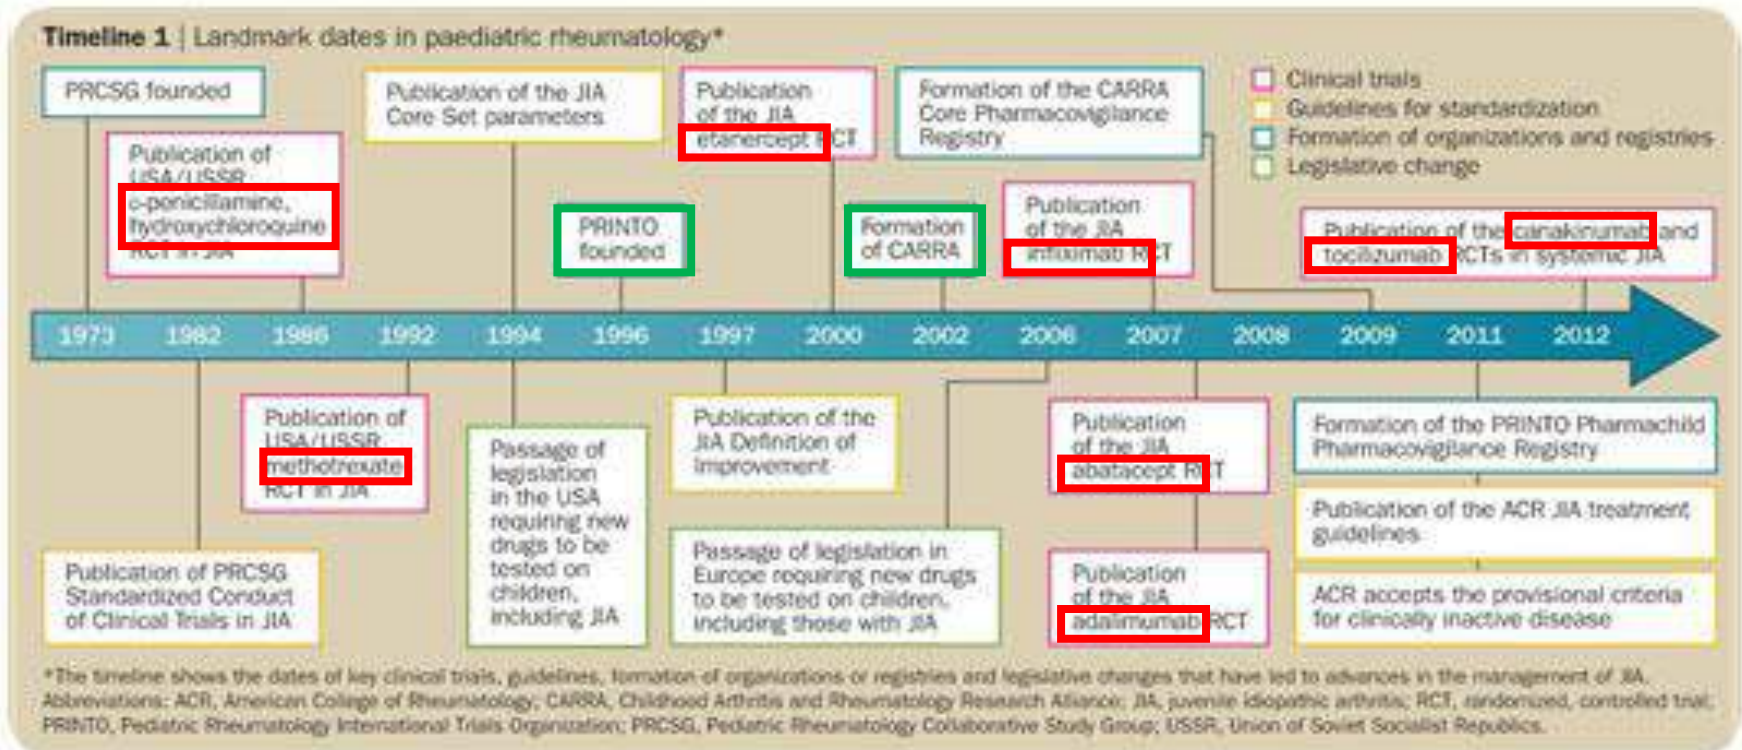 Timeline 1 | Landmark dates in paediatric rheumatology*
PRCSG founded
Publication of
USA/USSR
D-penicillamine,
hydroxychloroquine
RCT in JIA
Publication of the JIA
Core Set parameters
PRINTO
founded
Publication
of the JIA
etanercept RCT
Formation
of CARRA
Formation of the CARRA
Core Pharmacovigilance
Registry
Publication
of the JIA
infliximab RCT
Clinical trials
Guidelines for standardization
Formation of organizations and registries
Legislative change
Publication of the canakinumab and
tocilizumab RCTs in systemic JIA
1973 1982 1986 1992 1994 1996 1997 2000 2002 2006 2007 2008 2009 2011 2012
Publication of PRCSG
Standardized Conduct
of Clinical Trials in JIA
Publication of
USA/USSR
methotrexate
RCT in JIA
Passage of
legislation
in the USA
requiring new
drugs to be
tested on
children,
including JIA
Publication of the
JIA Definition of
Improvement
Passage of legislation in
Europe requiring new drugs
to be tested on children,
including those with JIA
Publication
of the JIA
abatacept RCT
Publication
of the JIA
adalimumab RCT
Formation of the PRINTO Pharmachild
Pharmacovigilance Registry
Publication of the ACR JIA treatment
guidelines
ACR accepts the provisional criteria
for clinically inactive disease
*The timeline shows the dates of key clinical trials, guidelines, formation of organizations or registries and legislative changes that have led to advances in the management of JIA.
Abbreviations: ACR, American College of Rheumatology; CARRA, Childhood Arthritis and Rheumatology Research Alliance; JIA, juvenile idiopathic arthritis; RCT, randomized, controlled trial;
PRINTO, Pediatric Rheumatology International Trials Organization; PRCSG, Pediatric Rheumatology Collaborative Study Group; USSR, Union of Soviet Socialist Republics.